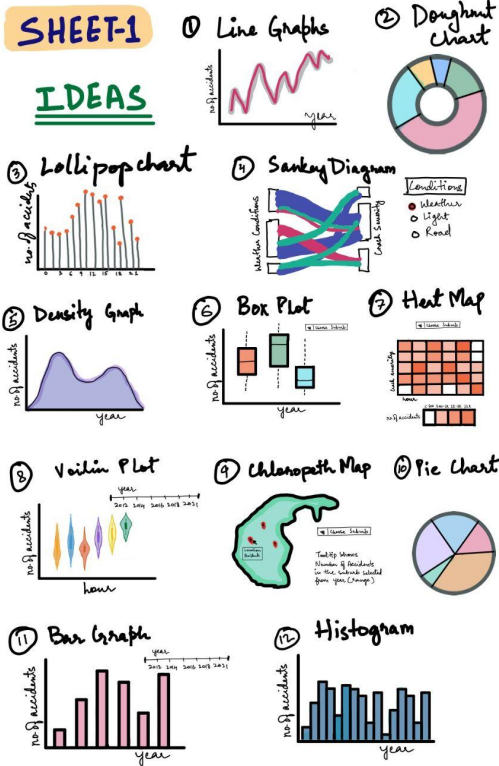 SHEET-1
IDEAS
① Line Graphs
no of accidents
year
② Doughnut
chart
③ Lollipop chart
no. of accident
0 3 6 9 12 15 18 21
④ Sankey Diagram
Weather Conditions
Crash Severity
Conditions
Weather
Light
Road
⑤ Density Graph
no. of accidents
year
⑥ Box Plot
Choose Suburb
no. of accidents
year
⑦ Heat Map
Choose Suburb
hour
no of accidents
⑧ Voilin Plot
year
2012 2014 2016 2018 2021
no. of accidents
hour
⑨ Chloropeth Map
Choose Suburb
Tooltip shows
Number of Accidents
in the suburb selected
from year (range)
⑩ Pie Chart
⑪ Bar Graph
year
2012 2014 2016 2018 2021
no. of accidents
year
⑫ Histogram
no. of accidents
year